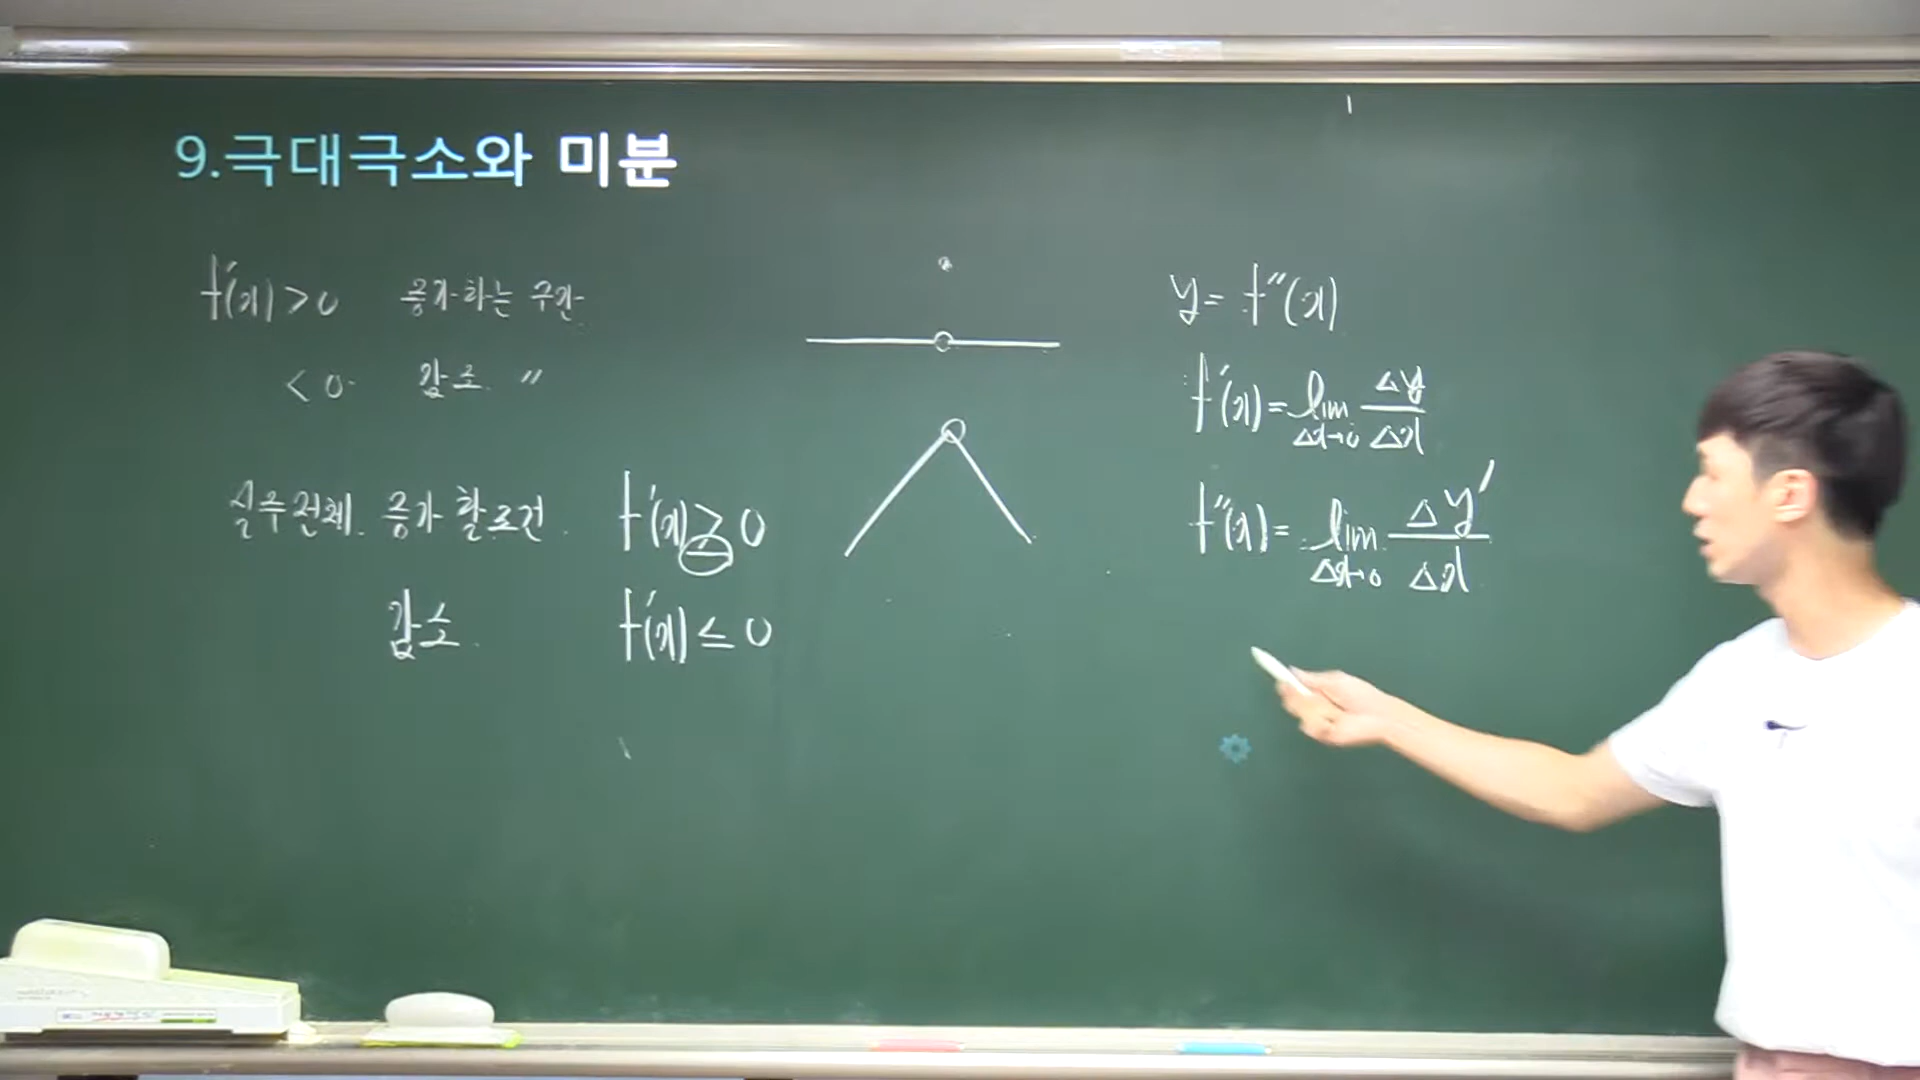 9.극대극소와 미분
f'(x) > 0 증가하는 구간
< 0 감소 〃
실수전체 증가 할 조건 f'(x) ≥ 0
감소 f'(x) ≤ 0
y = f''(x)
f'(x) = lim Δx→0 Δy/Δx
f''(x) = lim Δx→0 Δy'/Δx